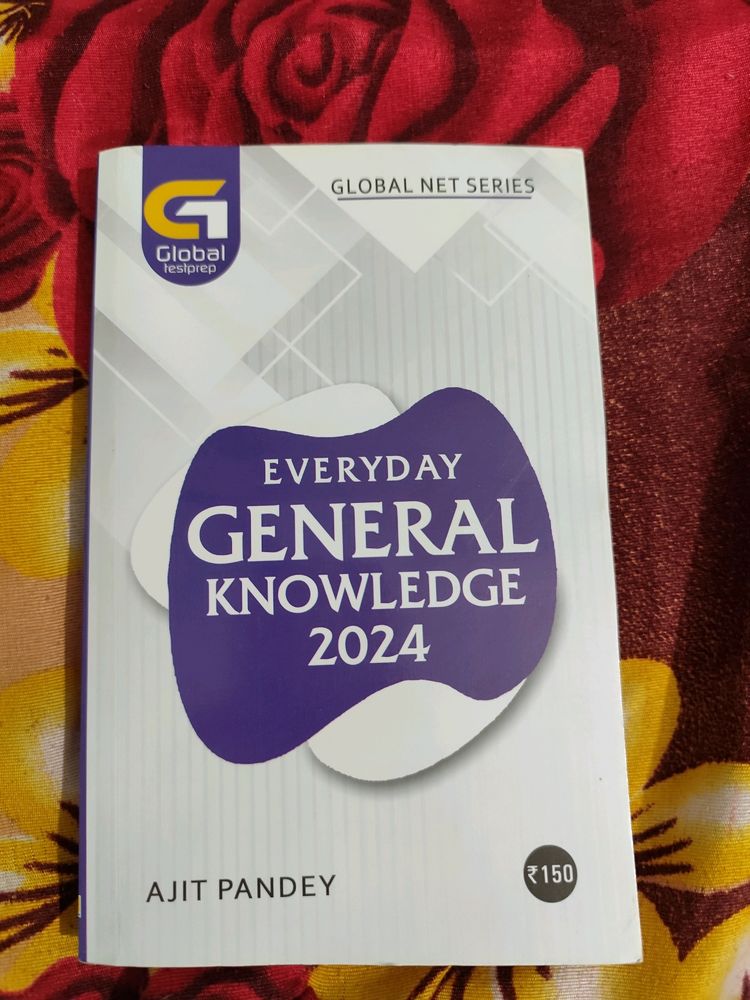 G
Global
testprep
GLOBAL NET SERIES
EVERYDAY
GENERAL
KNOWLEDGE
2024
AJIT PANDEY
₹150